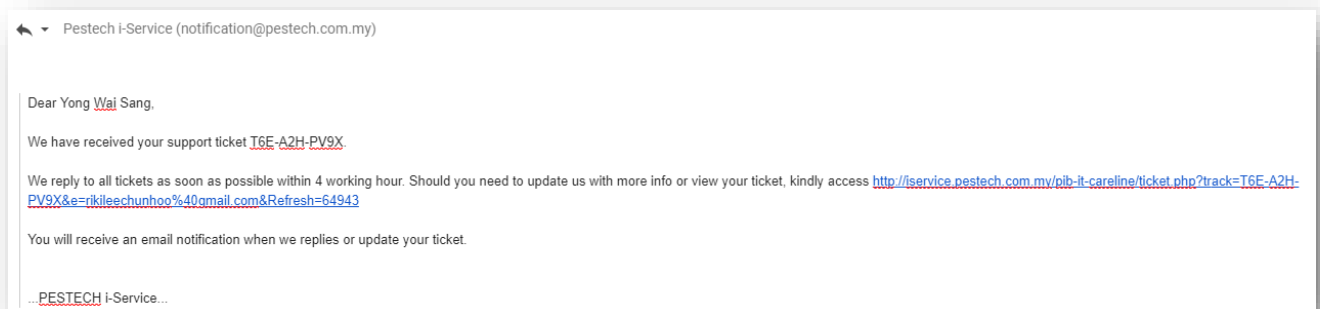 Pestech i-Service (notification@pestech.com.my)
Dear Yong Wai Sang,
We have received your support ticket T6E-A2H-PV9X.
We reply to all tickets as soon as possible within 4 working hour. Should you need to update us with more info or view your ticket, kindly access http://iservice.pestech.com.my/pib-it-careline/ticket.php?track=T6E-A2H-
PV9X&e=rikileechunhoo%40gmail.com&Refresh=64943
You will receive an email notification when we replies or update your ticket.
...PESTECH i-Service...